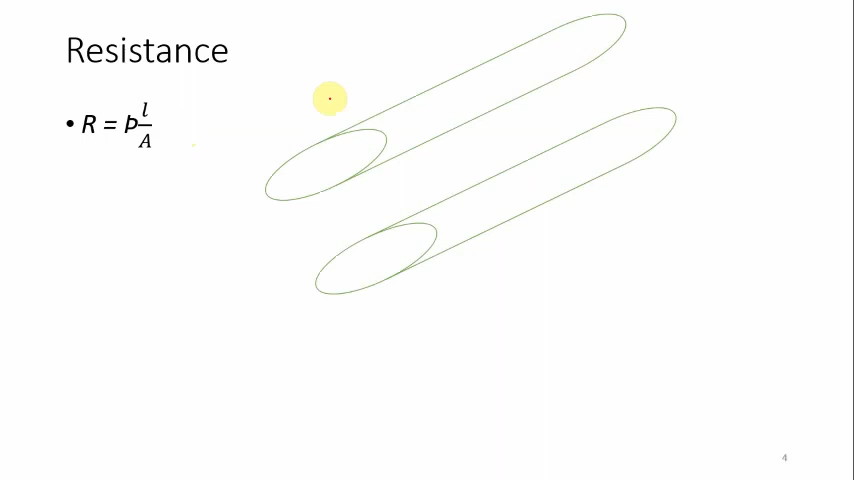 Resistance
• R = Þ l/A
4